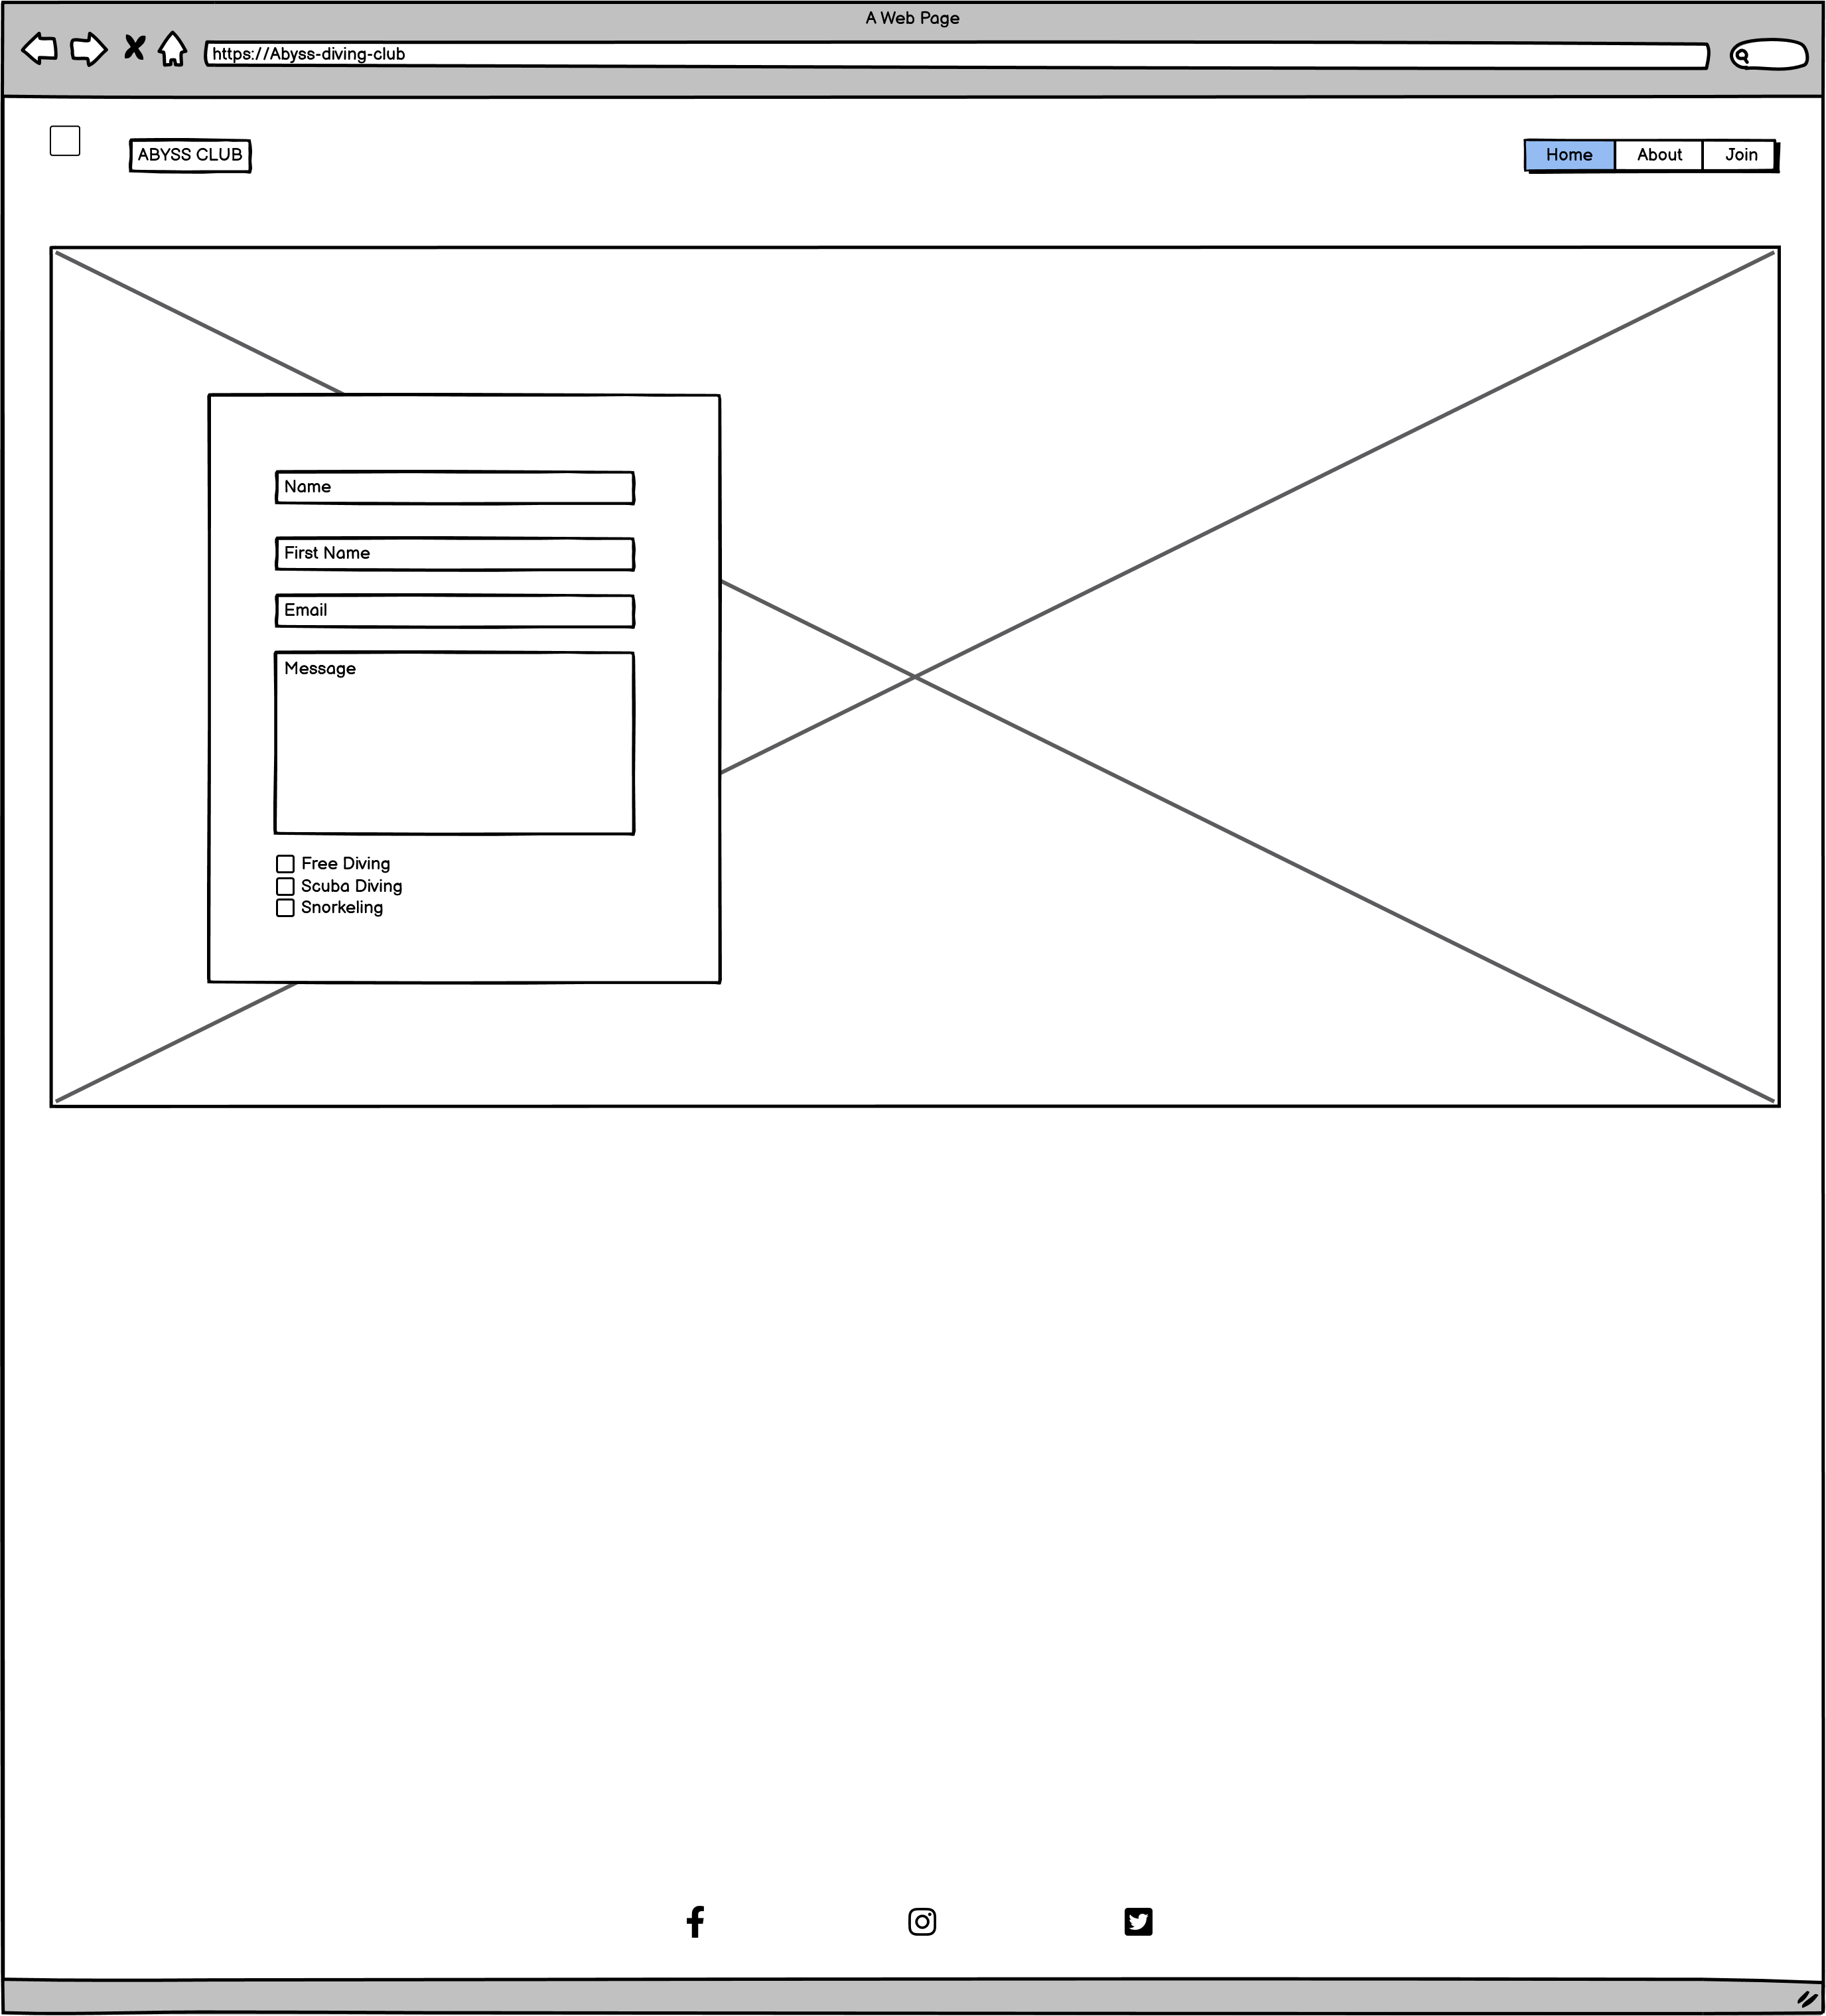 A Web Page
https://Abyss-diving-club
ABYSS CLUB
Home About Join
Name
First Name
Email
Message
Free Diving
Scuba Diving
Snorkeling